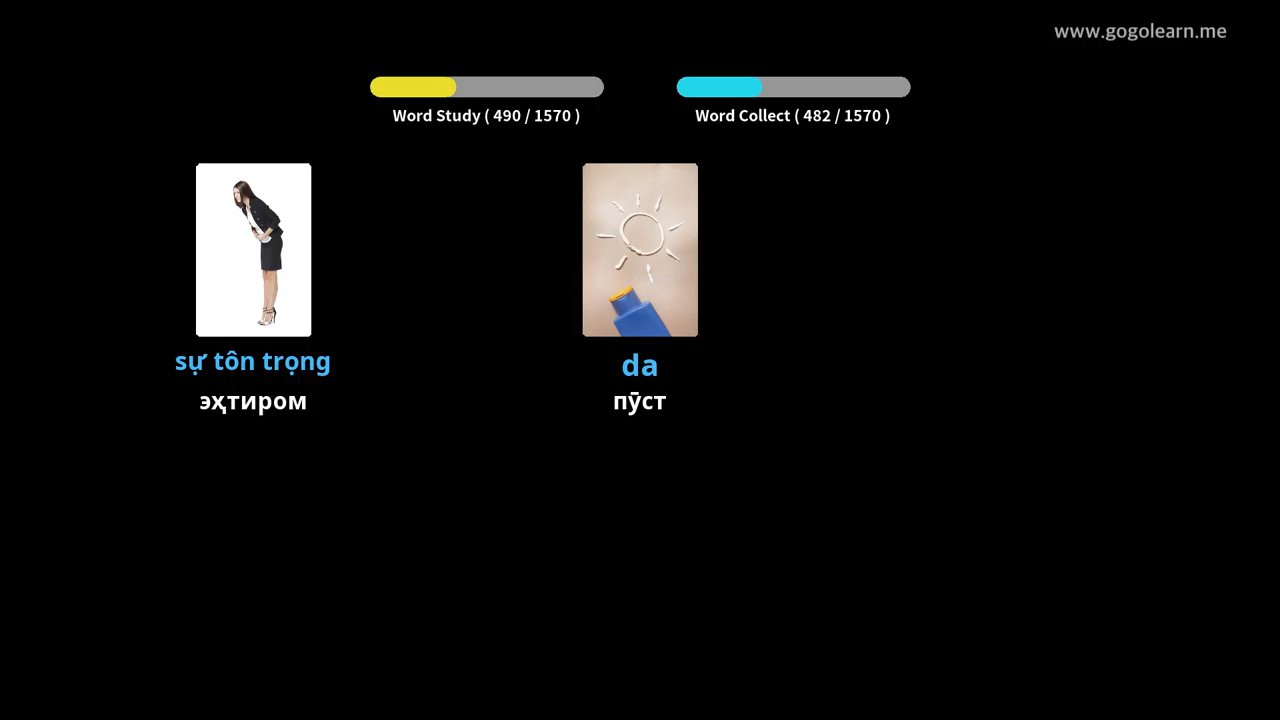 www.gogolearn.me
Word Study ( 490 / 1570 )
Word Collect ( 482 / 1570 )
sự tôn trọng
эҳтиром
da
пӯст